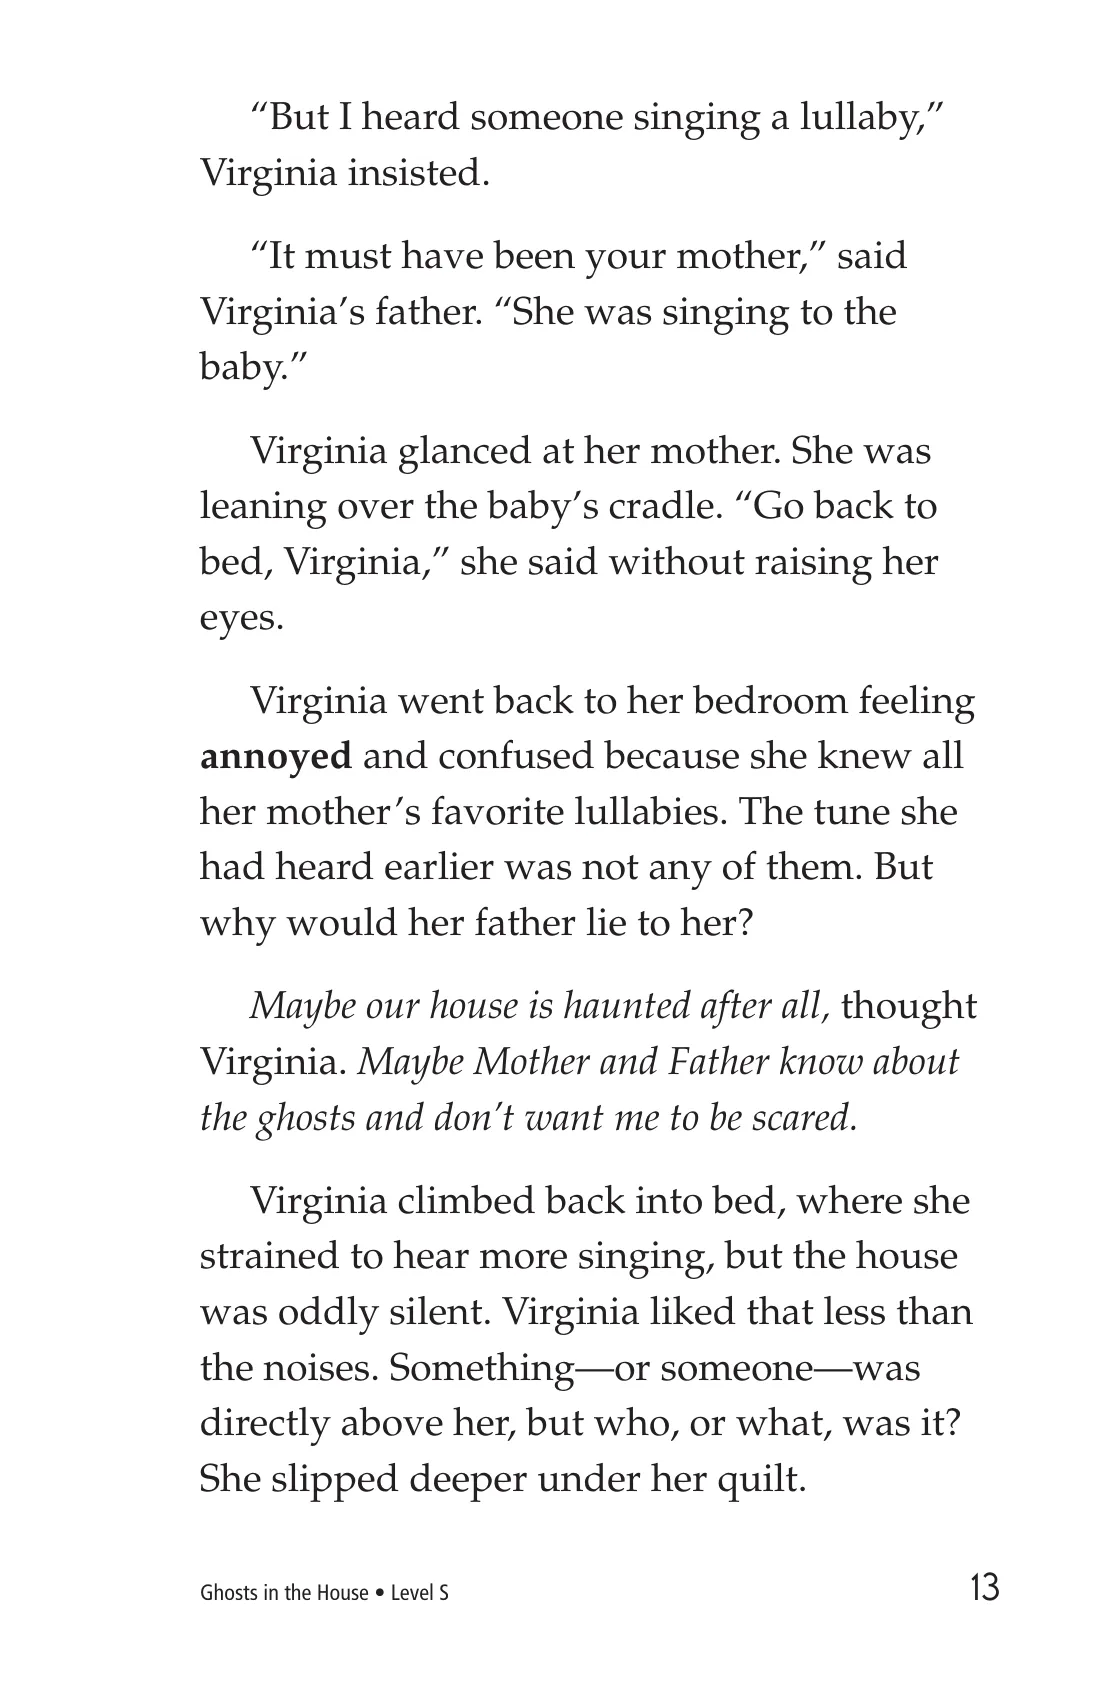 “But I heard someone singing a lullaby,”
Virginia insisted.
“It must have been your mother,” said
Virginia’s father. “She was singing to the
baby.”
Virginia glanced at her mother. She was
leaning over the baby’s cradle. “Go back to
bed, Virginia,” she said without raising her
eyes.
Virginia went back to her bedroom feeling
annoyed and confused because she knew all
her mother’s favorite lullabies. The tune she
had heard earlier was not any of them. But
why would her father lie to her?
Maybe our house is haunted after all, thought
Virginia. Maybe Mother and Father know about
the ghosts and don’t want me to be scared.
Virginia climbed back into bed, where she
strained to hear more singing, but the house
was oddly silent. Virginia liked that less than
the noises. Something—or someone—was
directly above her, but who, or what, was it?
She slipped deeper under her quilt.
Ghosts in the House • Level S
13